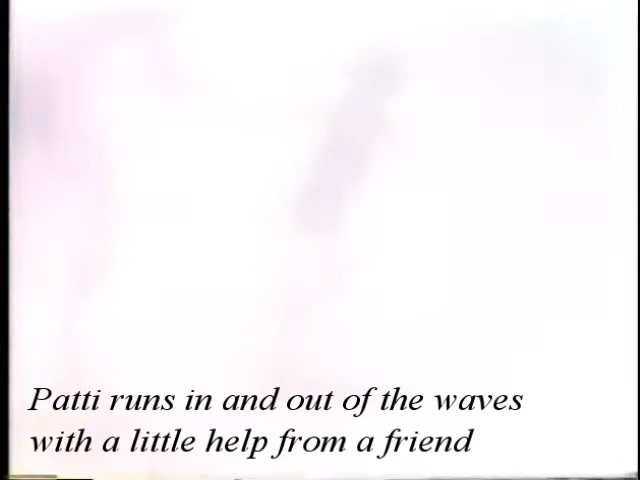 Patti runs in and out of the waves
with a little help from a friend